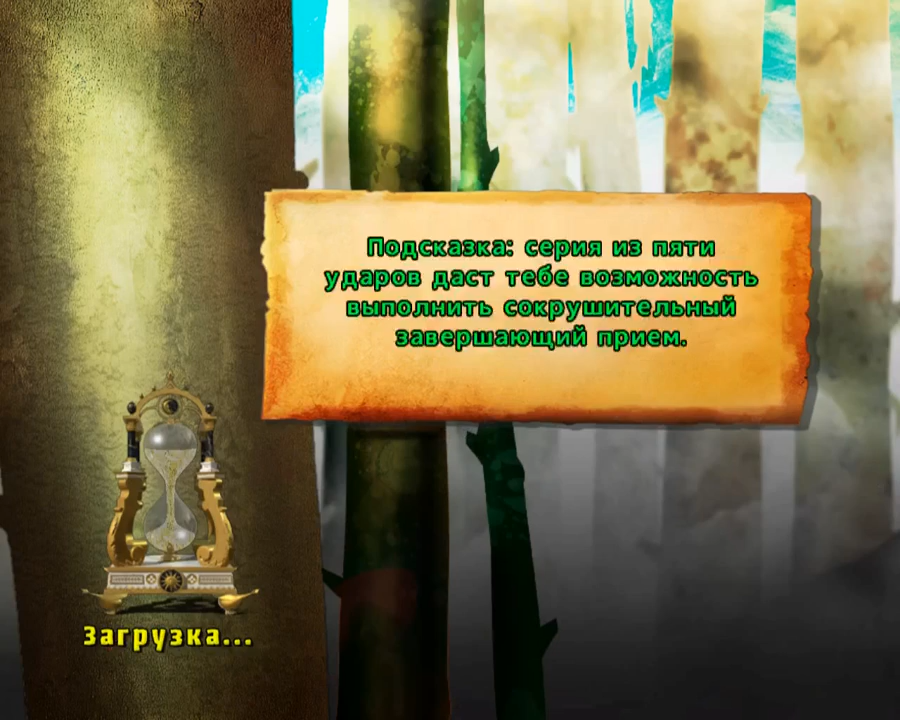 Подсказка: серия из пяти
ударов даст тебе возможность
выполнить сокрушительный
завершающий прием.
Загрузка...